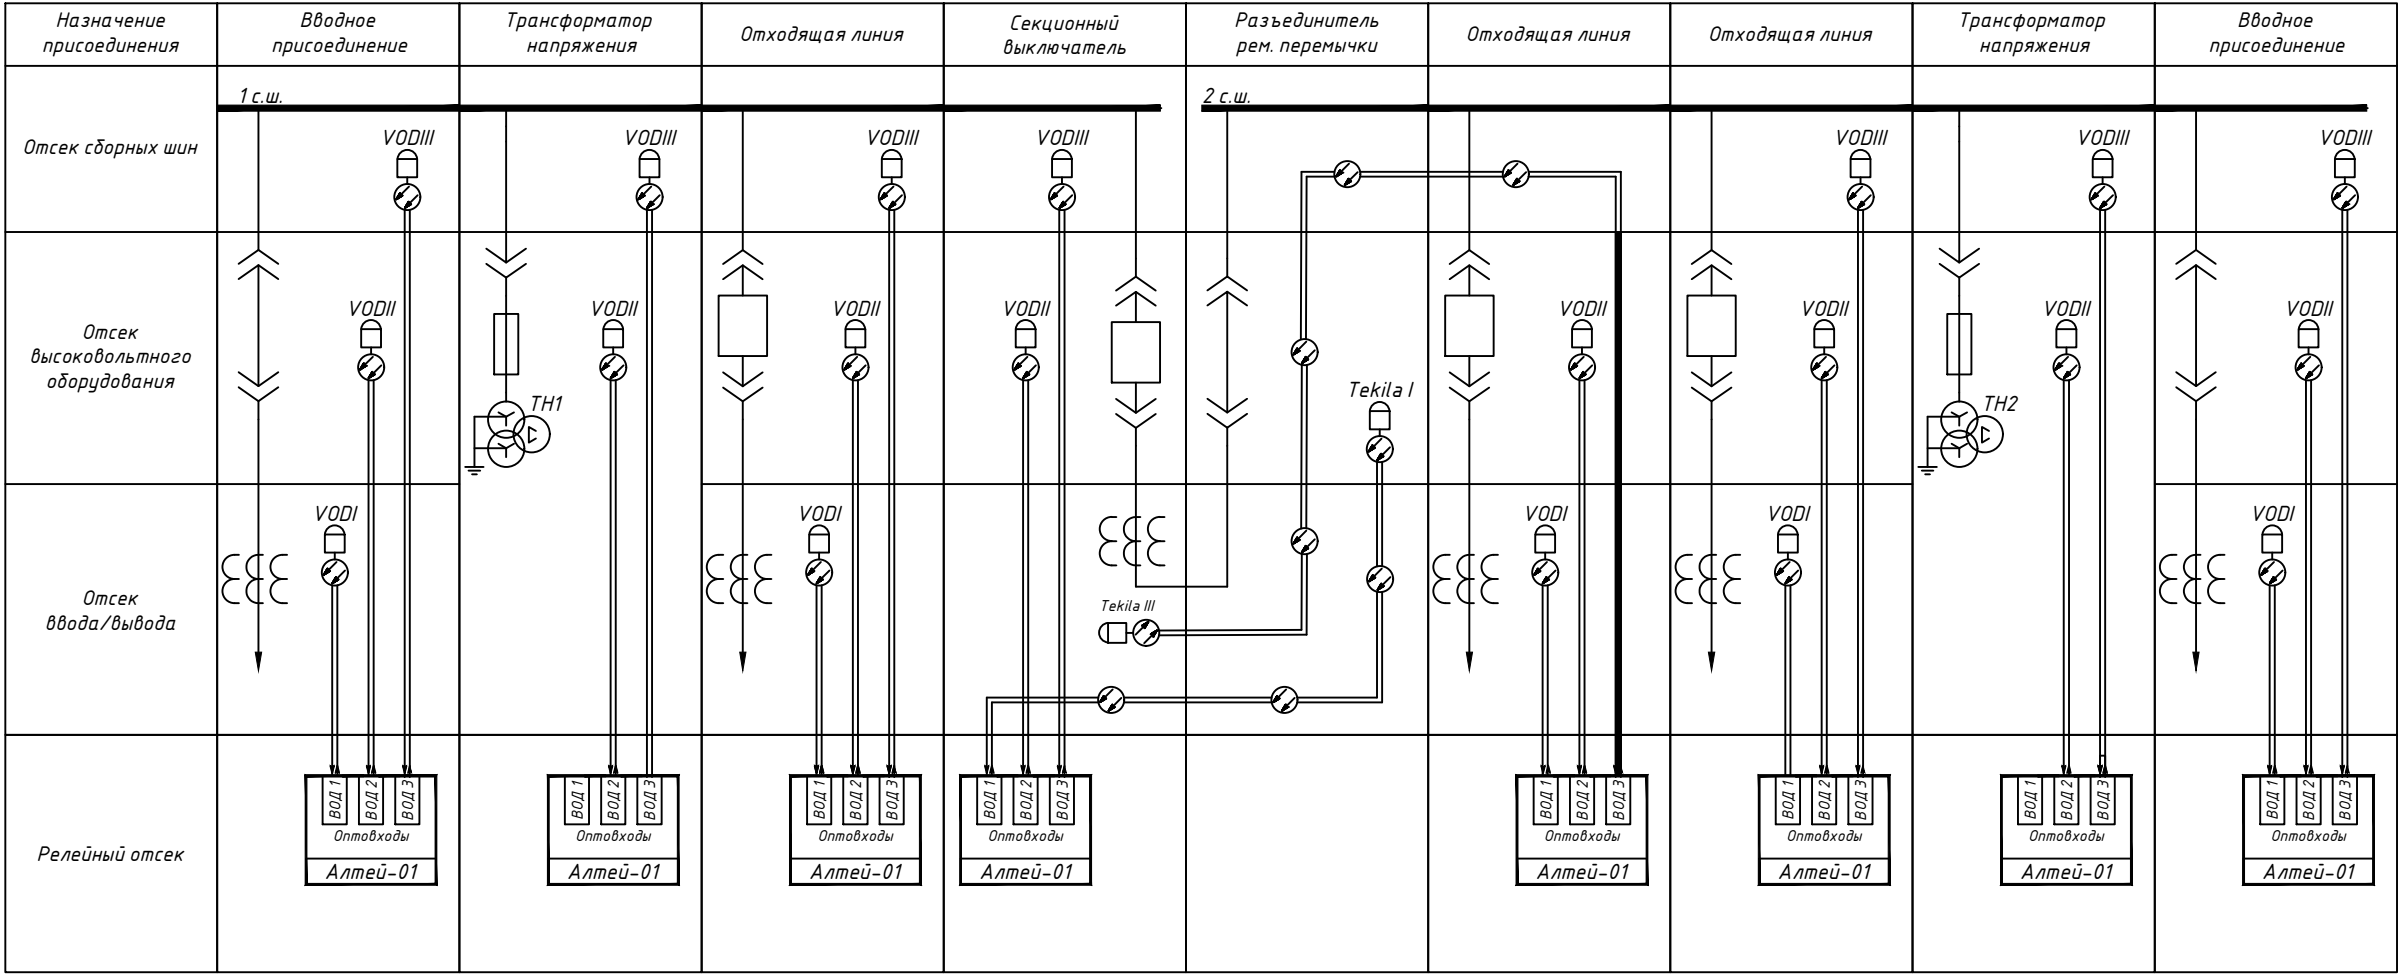 Назначение
присоединения
Вводное
присоединение
Трансформатор
напряжения
Отходящая линия
Секционный
выключатель
Разъединитель
рем. перемычки
Отходящая линия
Отходящая линия
Трансформатор
напряжения
Вводное
присоединение
1 с.ш.
2 с.ш.
Отсек сборных шин
VODIII
VODIII
VODIII
VODIII
VODIII
VODIII
VODIII
Отсек
высоковольтного
оборудования
VODII
VODII
VODII
VODII
VODII
VODII
VODII
VODII
Tekila I
ТН1
ТН2
Отсек
ввода/вывода
VODI
VODI
VODI
VODI
VODI
Tekila III
Релейный отсек
ВОД 1
ВОД 2
ВОД 3
Оптовходы
Алтей-01
ВОД 1
ВОД 2
ВОД 3
Оптовходы
Алтей-01
ВОД 1
ВОД 2
ВОД 3
Оптовходы
Алтей-01
ВОД 1
ВОД 2
ВОД 3
Оптовходы
Алтей-01
ВОД 1
ВОД 2
ВОД 3
Оптовходы
Алтей-01
ВОД 1
ВОД 2
ВОД 3
Оптовходы
Алтей-01
ВОД 1
ВОД 2
ВОД 3
Оптовходы
Алтей-01
ВОД 1
ВОД 2
ВОД 3
Оптовходы
Алтей-01